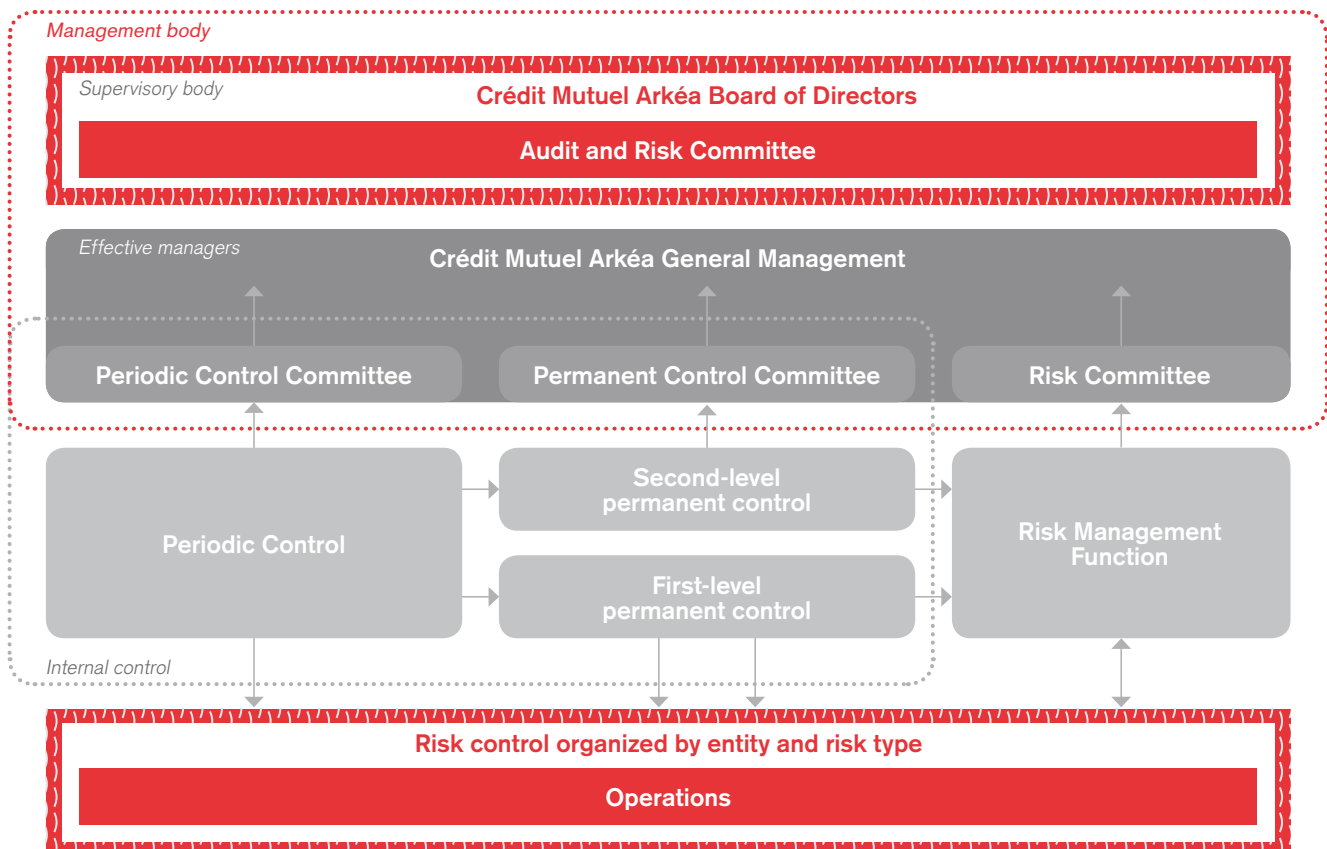 Management body
Supervisory body
Crédit Mutuel Arkéa Board of Directors
Audit and Risk Committee
Effective managers
Crédit Mutuel Arkéa General Management
Periodic Control Committee
Permanent Control Committee
Risk Committee
Periodic Control
Second-level
permanent control
First-level
permanent control
Risk Management
Function
Internal control
Risk control organized by entity and risk type
Operations